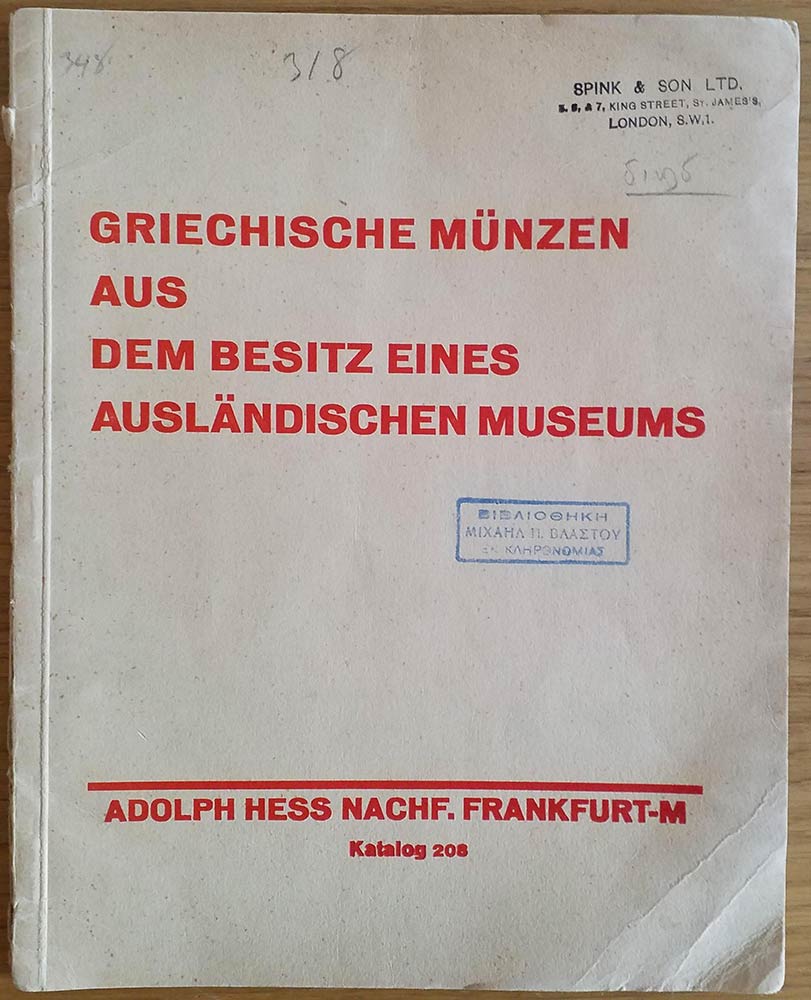 348
318
SPINK & SON LTD.
5, 6, & 7, KING STREET, ST. JAMES'S,
LONDON, S.W.1.
GRIECHISCHE MÜNZEN
AUS
DEM BESITZ EINES
AUSLÄNDISCHEN MUSEUMS
ΒΙΒΛΙΟΘΗΚΗ
ΜΙΧΑΗΛ Π. ΒΛΑΣΤΟΥ
ΕΚ ΚΛΗΡΟΝΟΜΙΑΣ
ADOLPH HESS NACHF. FRANKFURT-M
Katalog 208